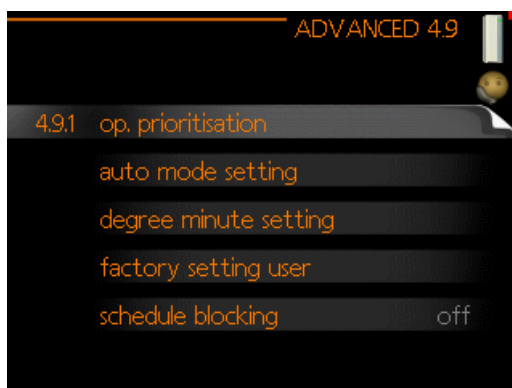 ADVANCED 4.9
4.9.1 op. prioritisation
auto mode setting
degree minute setting
factory setting user
schedule blocking off